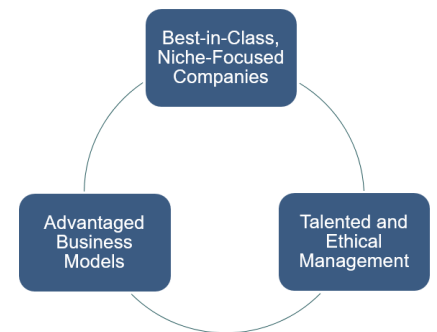 Best-in-Class,
Niche-Focused
Companies
Advantaged
Business
Models
Talented and
Ethical
Management